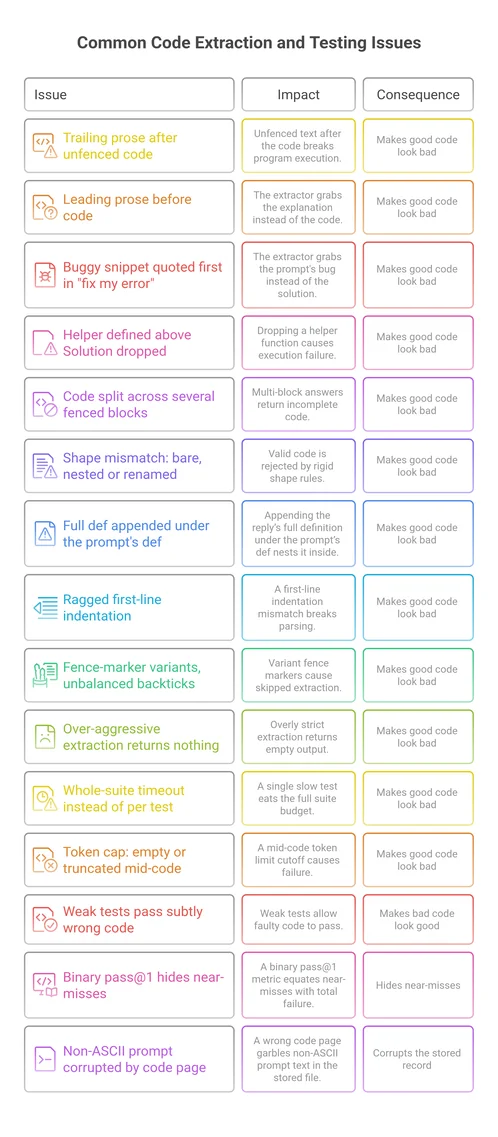 Common Code Extraction and Testing Issues
Issue
Impact
Consequence
Trailing prose after
unfenced code
Unfenced text after
the code breaks
program execution.
Makes good code
look bad
Leading prose before
code
The extractor grabs
the explanation
instead of the code.
Makes good code
look bad
Buggy snippet quoted first
in "fix my error"
The extractor grabs
the prompt's bug
instead of the
solution.
Makes good code
look bad
Helper defined above
Solution dropped
Dropping a helper
function causes
execution failure.
Makes good code
look bad
Code split across several
fenced blocks
Multi-block answers
return incomplete
code.
Makes good code
look bad
Shape mismatch: bare,
nested or renamed
Valid code is
rejected by rigid
shape rules.
Makes good code
look bad
Full def appended under
the prompt's def
Appending the
reply's full definition
under the prompt's
def nests it inside.
Makes good code
look bad
Ragged first-line
indentation
A first-line
indentation
mismatch breaks
parsing.
Makes good code
look bad
Fence-marker variants,
unbalanced backticks
Variant fence
markers cause
skipped extraction.
Makes good code
look bad
Over-aggressive
extraction returns nothing
Overly strict
extraction returns
empty output.
Makes good code
look bad
Whole-suite timeout
instead of per test
A single slow test
eats the full suite
budget.
Makes good code
look bad
Token cap: empty or
truncated mid-code
A mid-code token
limit cutoff causes
failure.
Makes good code
look bad
Weak tests pass subtly
wrong code
Weak tests allow
faulty code to pass.
Makes bad code
look good
Binary pass@1 hides near-
misses
A binary pass@1
metric equates near-
misses with total
failure.
Hides near-misses
Non-ASCII prompt
corrupted by code page
A wrong code page
garbles non-ASCII
prompt text in the
stored file.
Corrupts the stored
record